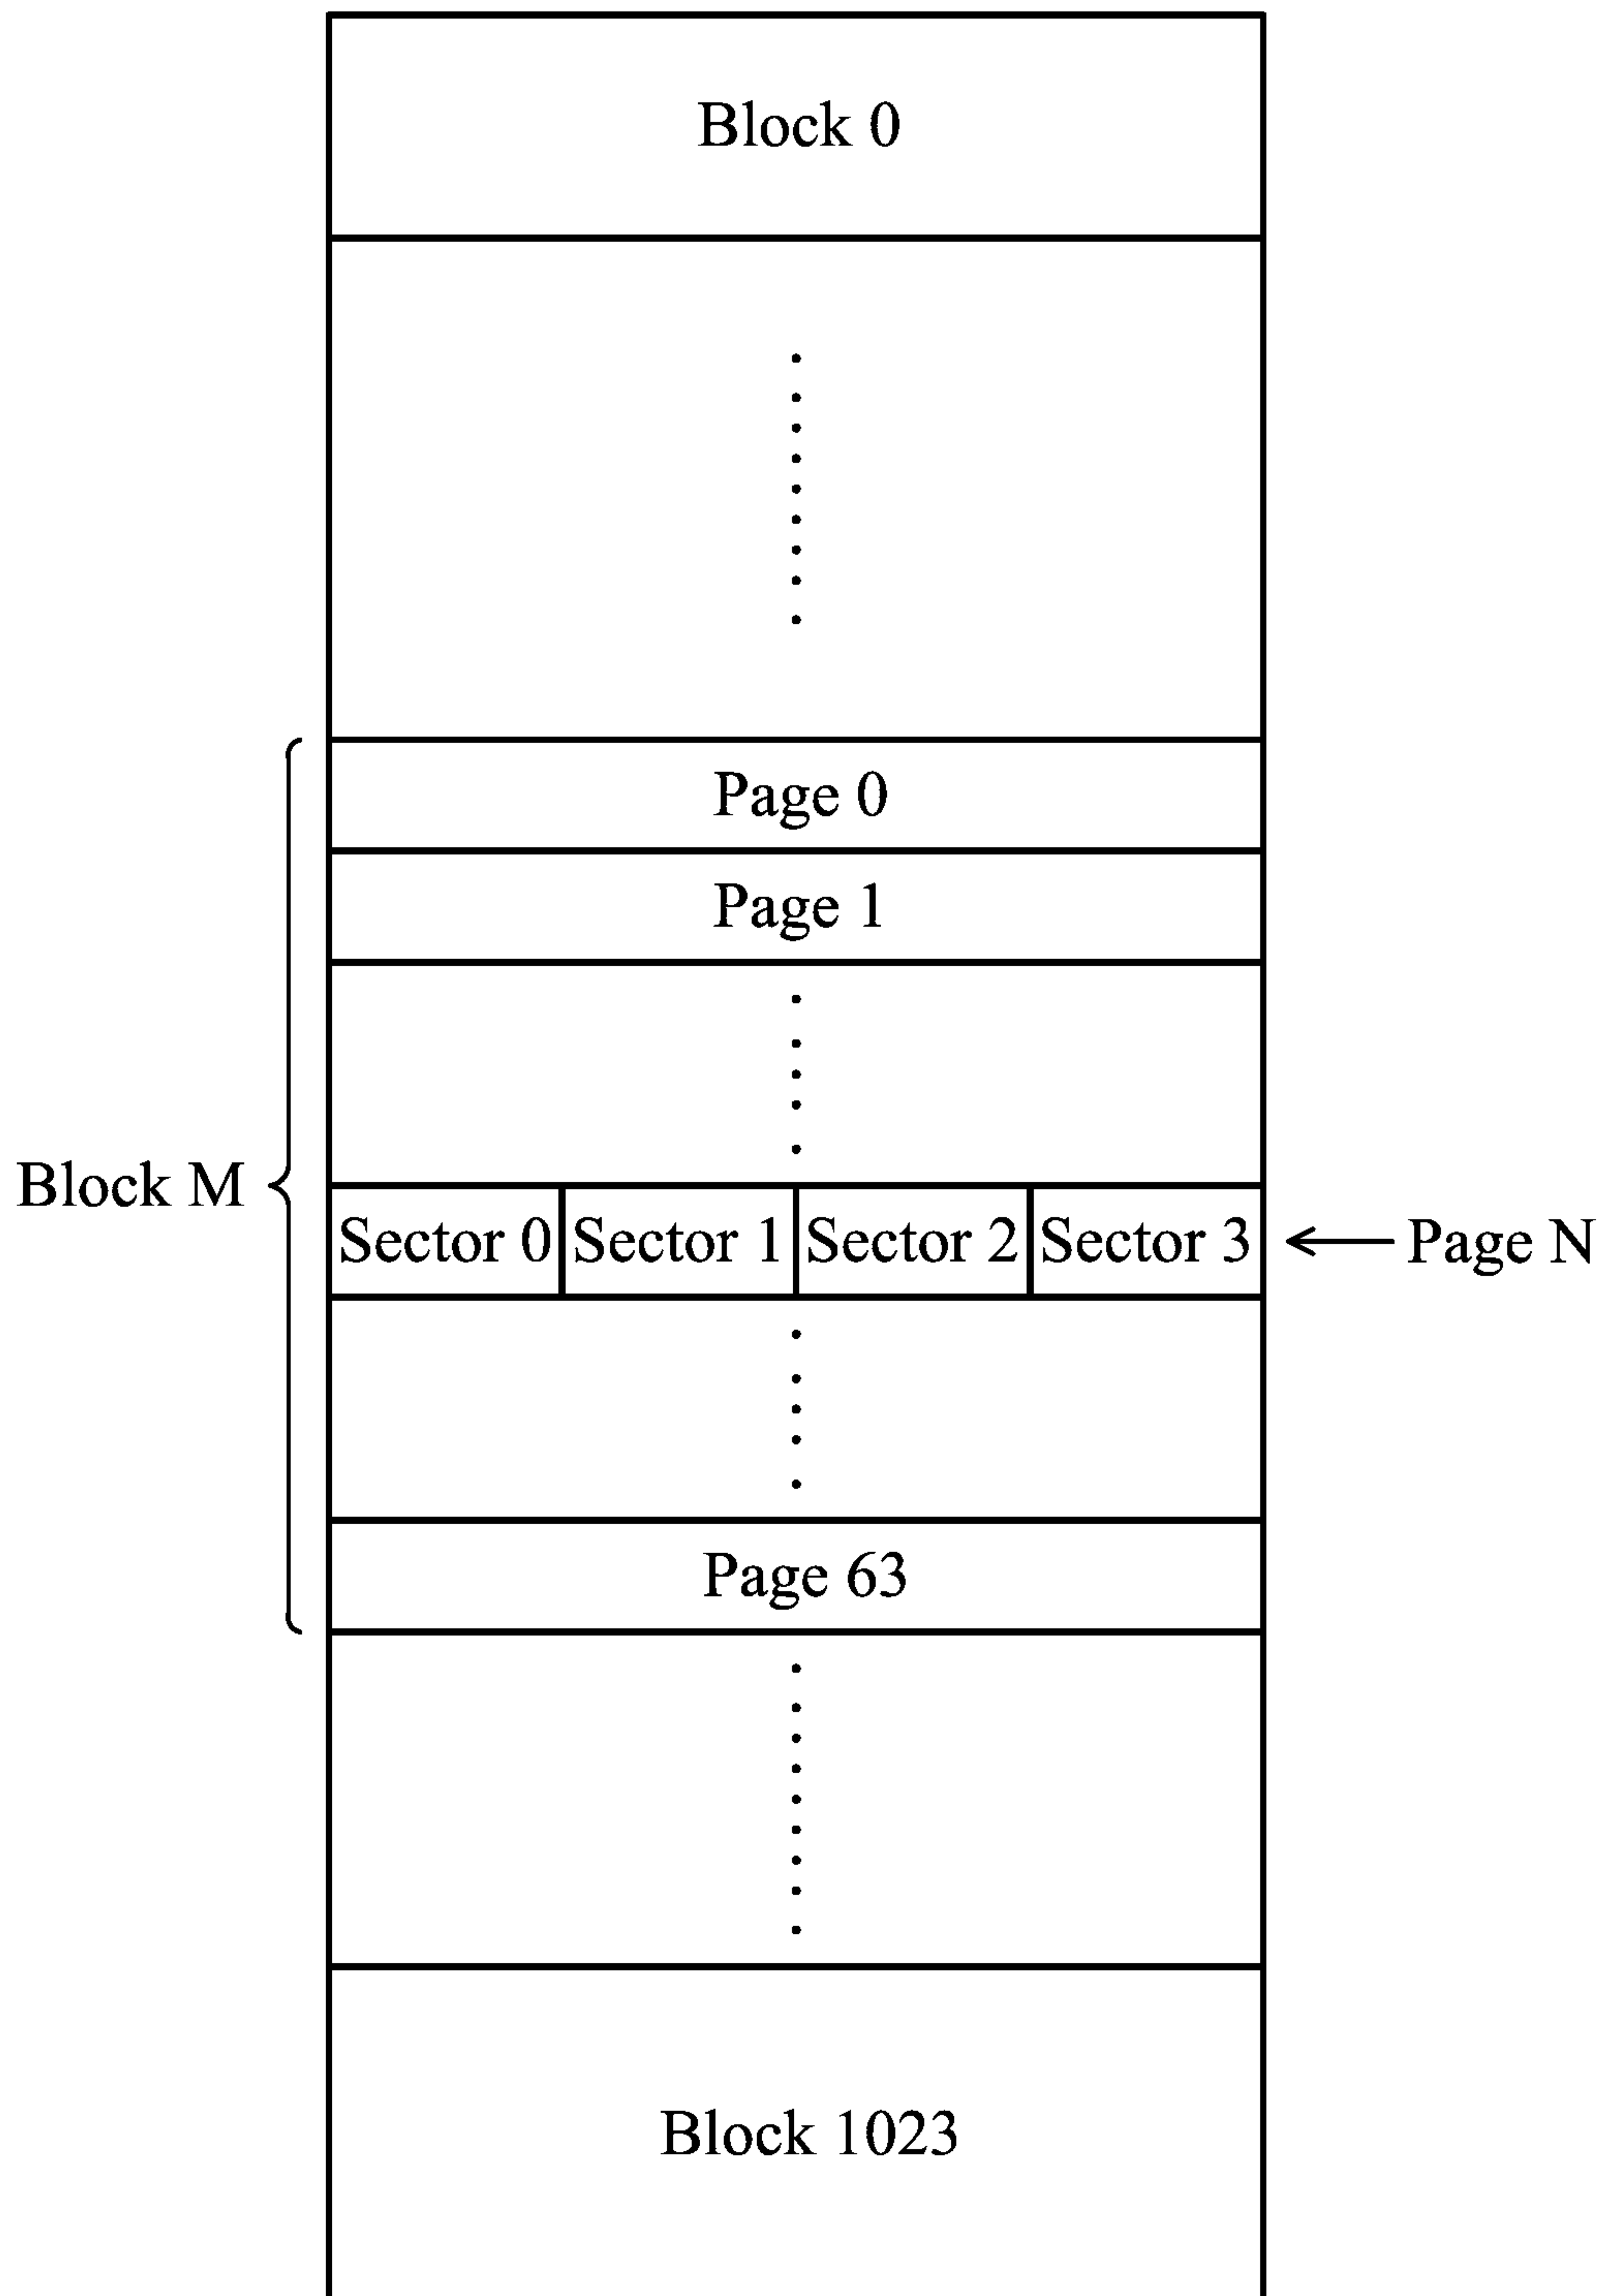 Block 0
Page 0
Page 1
Block M
Sector 0 Sector 1 Sector 2 Sector 3
Page N
Page 63
Block 1023